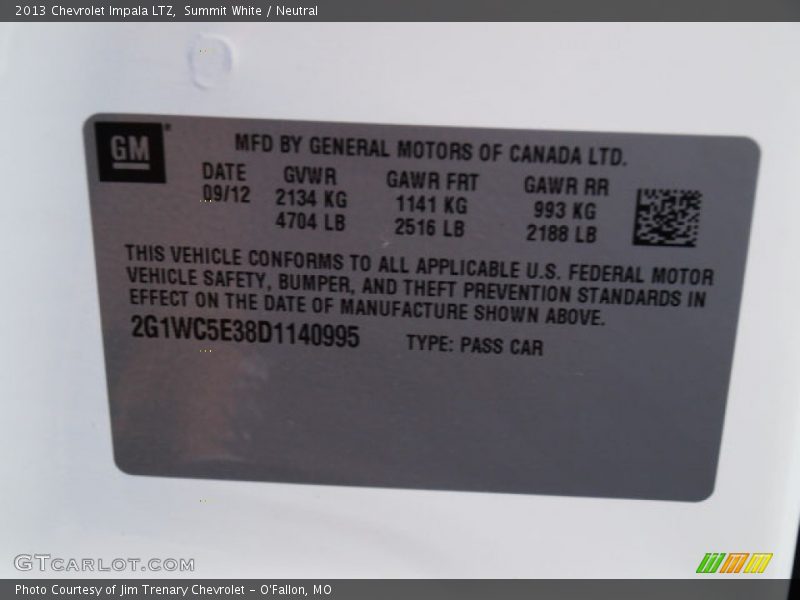 2013 Chevrolet Impala LTZ, Summit White / Neutral
GM
MFD BY GENERAL MOTORS OF CANADA LTD.
DATE GVWR GAWR FRT GAWR RR
09/12 2134 KG 1141 KG 993 KG
4704 LB 2516 LB 2188 LB
THIS VEHICLE CONFORMS TO ALL APPLICABLE U.S. FEDERAL MOTOR
VEHICLE SAFETY, BUMPER, AND THEFT PREVENTION STANDARDS IN
EFFECT ON THE DATE OF MANUFACTURE SHOWN ABOVE.
2G1WC5E38D1140995 TYPE: PASS CAR
GTCARLOT.COM
Photo Courtesy of Jim Trenary Chevrolet - O'Fallon, MO